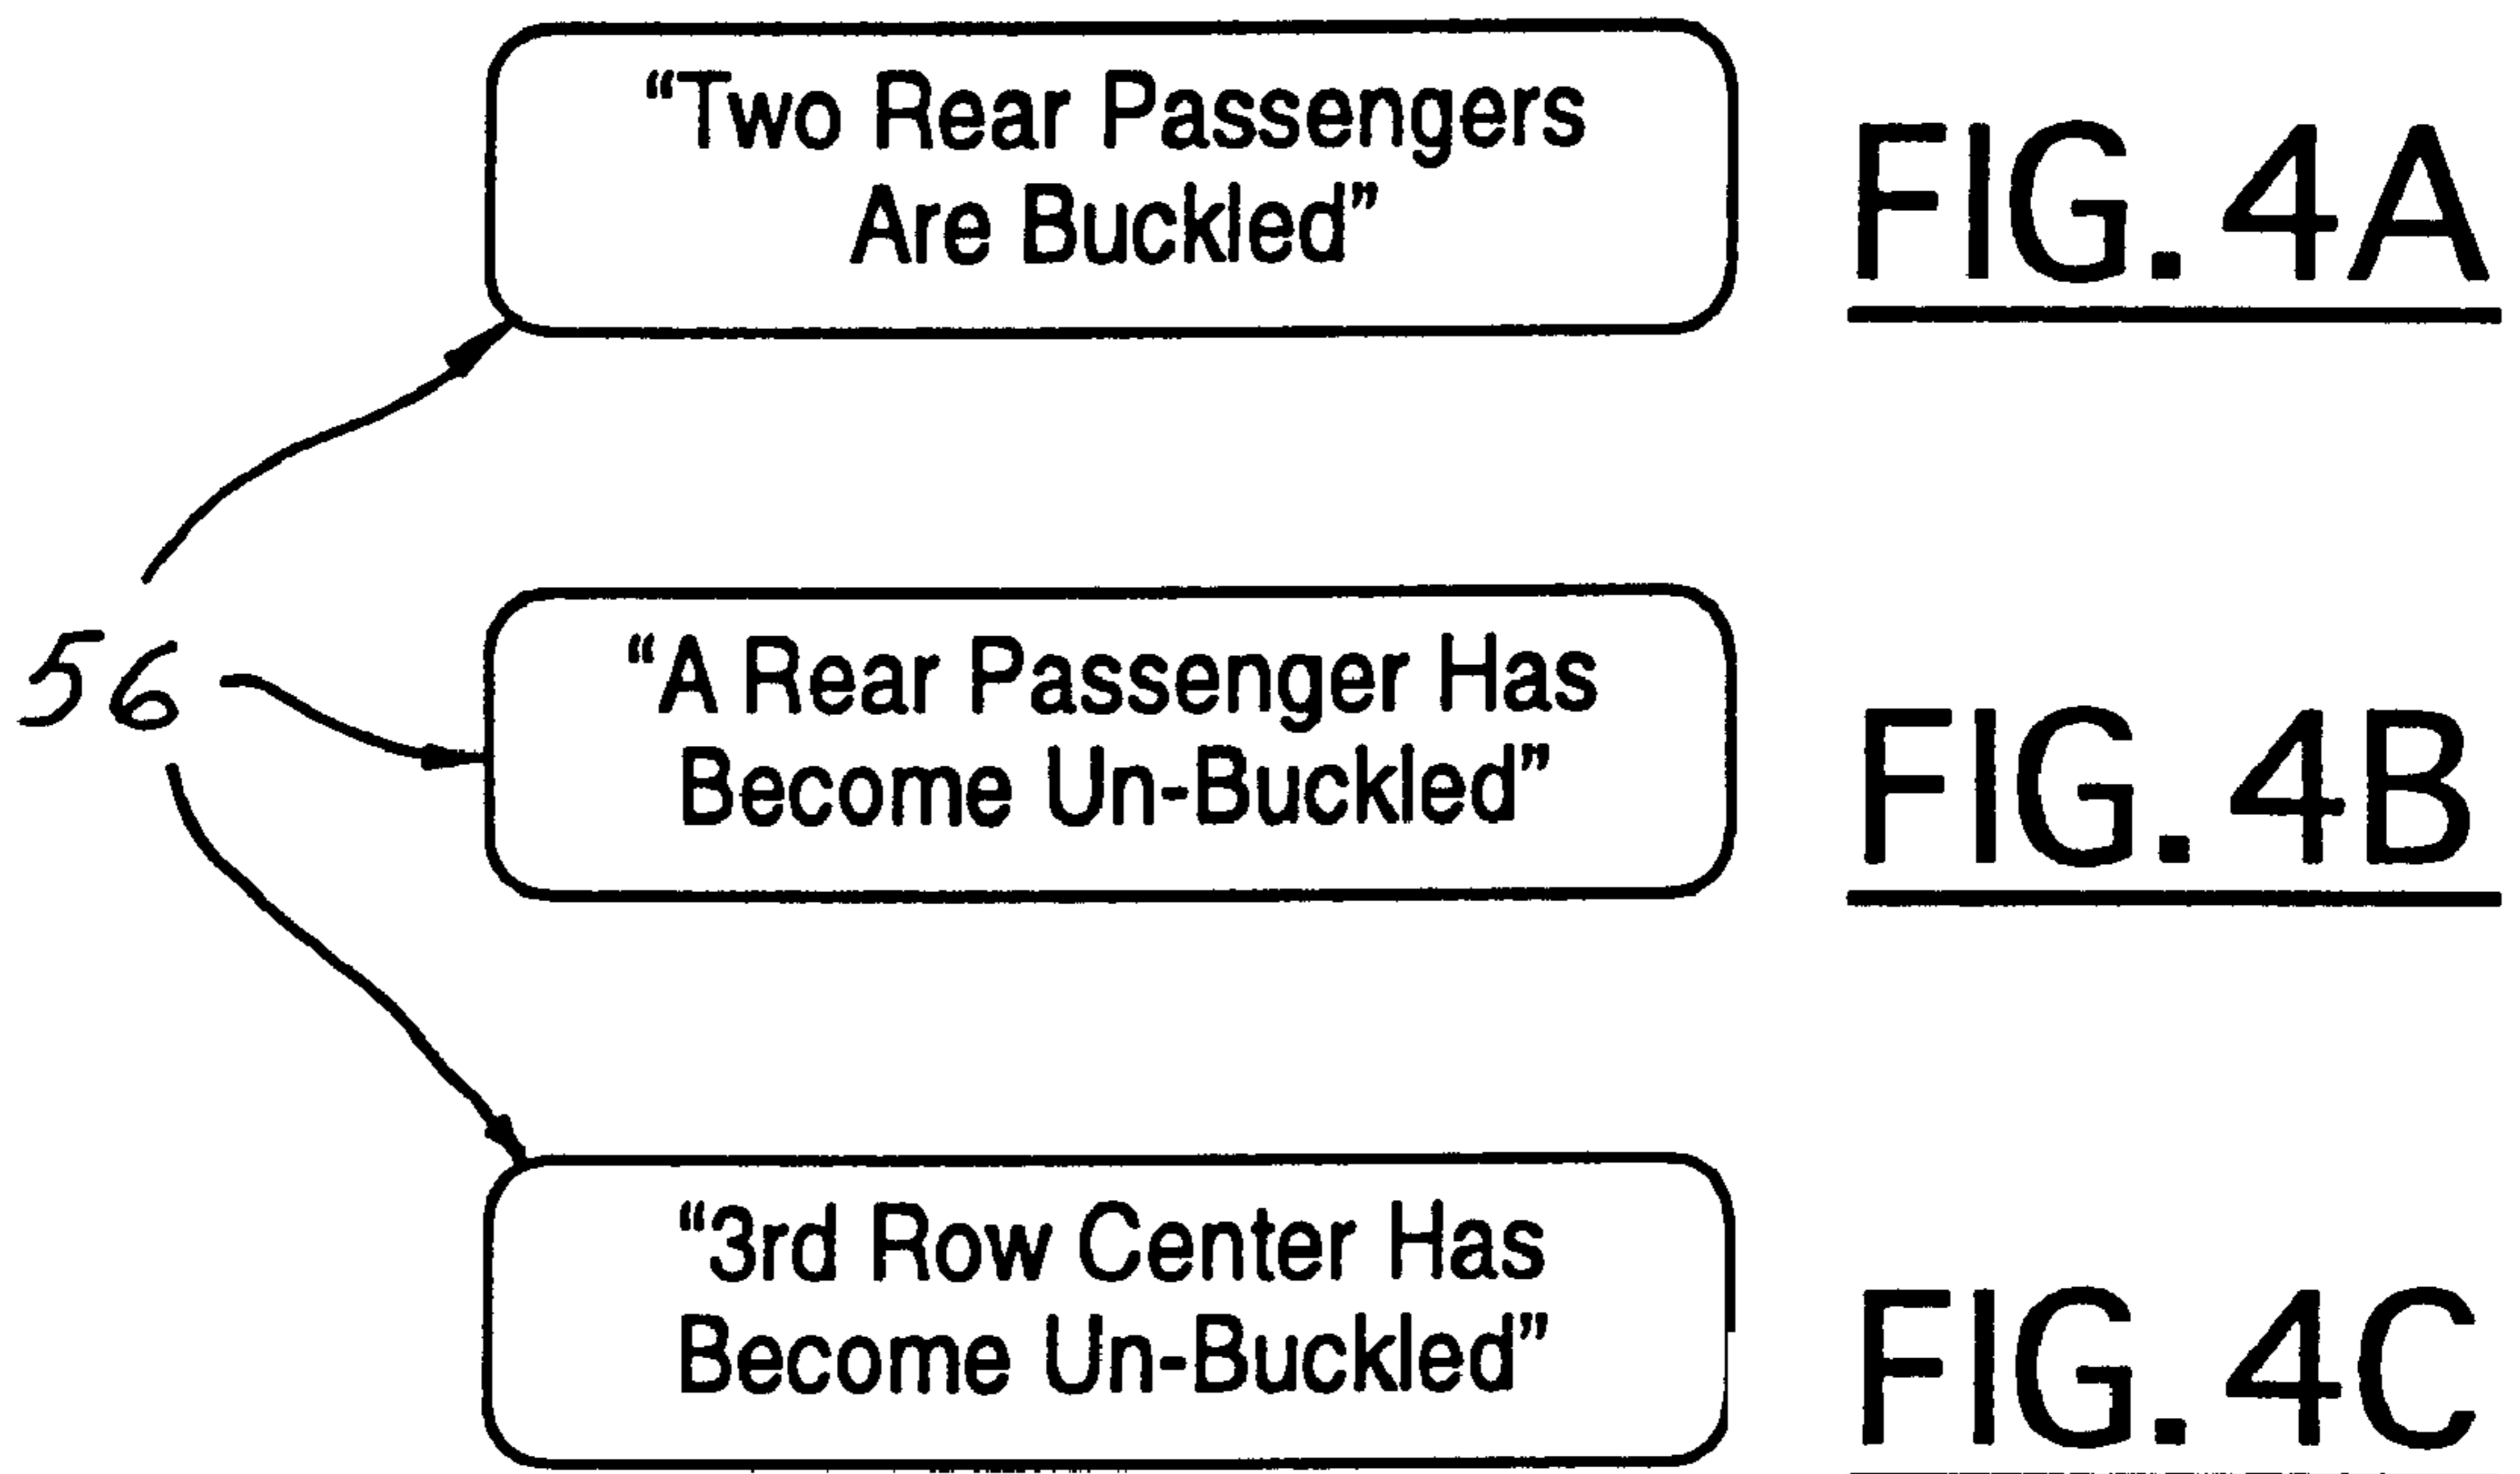 “Two Rear Passengers
Are Buckled”
FIG. 4A
56
“A Rear Passenger Has
Become Un-Buckled”
FIG. 4B
“3rd Row Center Has
Become Un-Buckled”
FIG. 4C